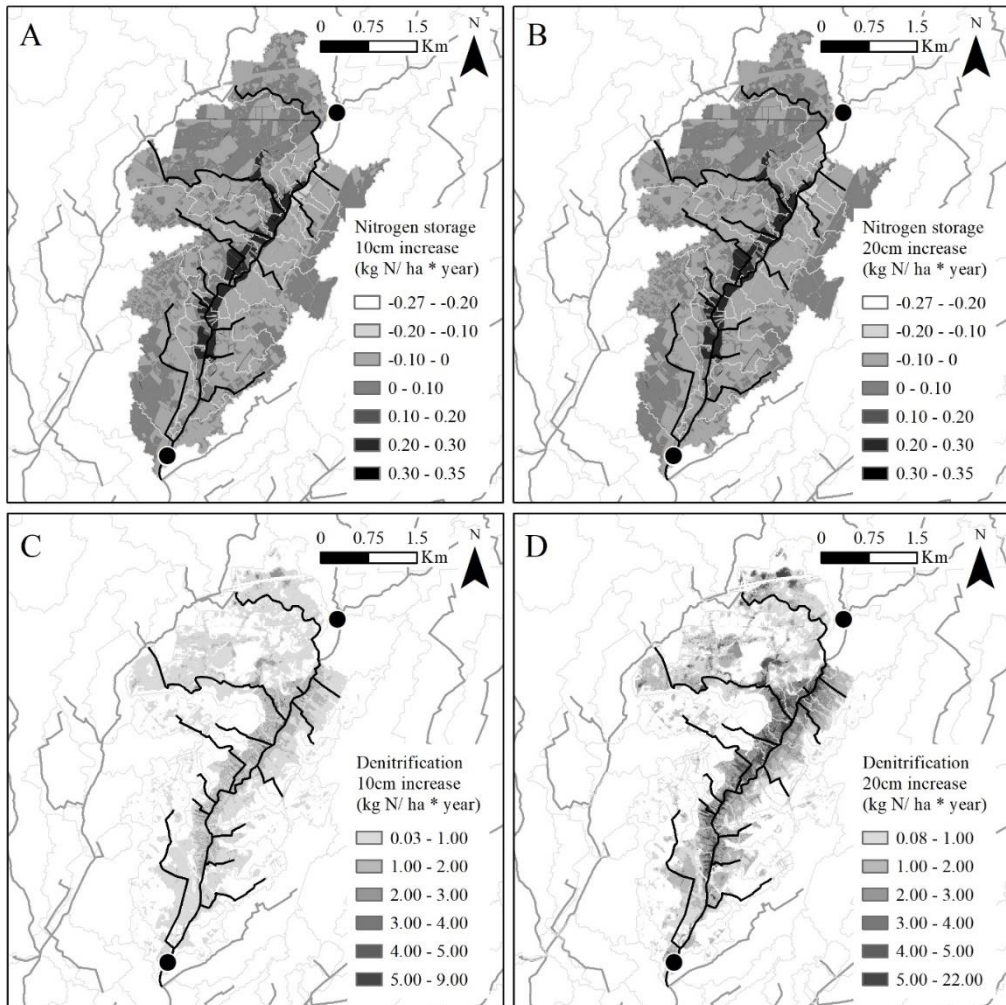 A
0 0.75 1.5
Km
N
Nitrogen storage
10cm increase
(kg N/ ha * year)
-0.27 - -0.20
-0.20 - -0.10
-0.10 - 0
0 - 0.10
0.10 - 0.20
0.20 - 0.30
0.30 - 0.35
B
0 0.75 1.5
Km
N
Nitrogen storage
20cm increase
(kg N/ ha * year)
-0.27 - -0.20
-0.20 - -0.10
-0.10 - 0
0 - 0.10
0.10 - 0.20
0.20 - 0.30
0.30 - 0.35
C
0 0.75 1.5
Km
N
Denitrification
10cm increase
(kg N/ ha * year)
0.03 - 1.00
1.00 - 2.00
2.00 - 3.00
3.00 - 4.00
4.00 - 5.00
5.00 - 9.00
D
0 0.75 1.5
Km
N
Denitrification
20cm increase
(kg N/ ha * year)
0.08 - 1.00
1.00 - 2.00
2.00 - 3.00
3.00 - 4.00
4.00 - 5.00
5.00 - 22.00